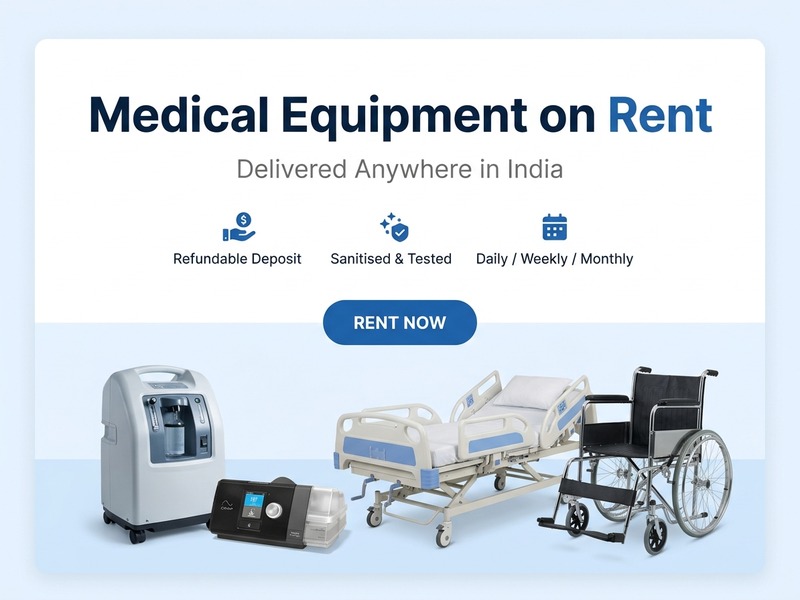 Medical Equipment on Rent
Delivered Anywhere in India
Refundable Deposit
Sanitised & Tested
Daily / Weekly / Monthly
RENT NOW